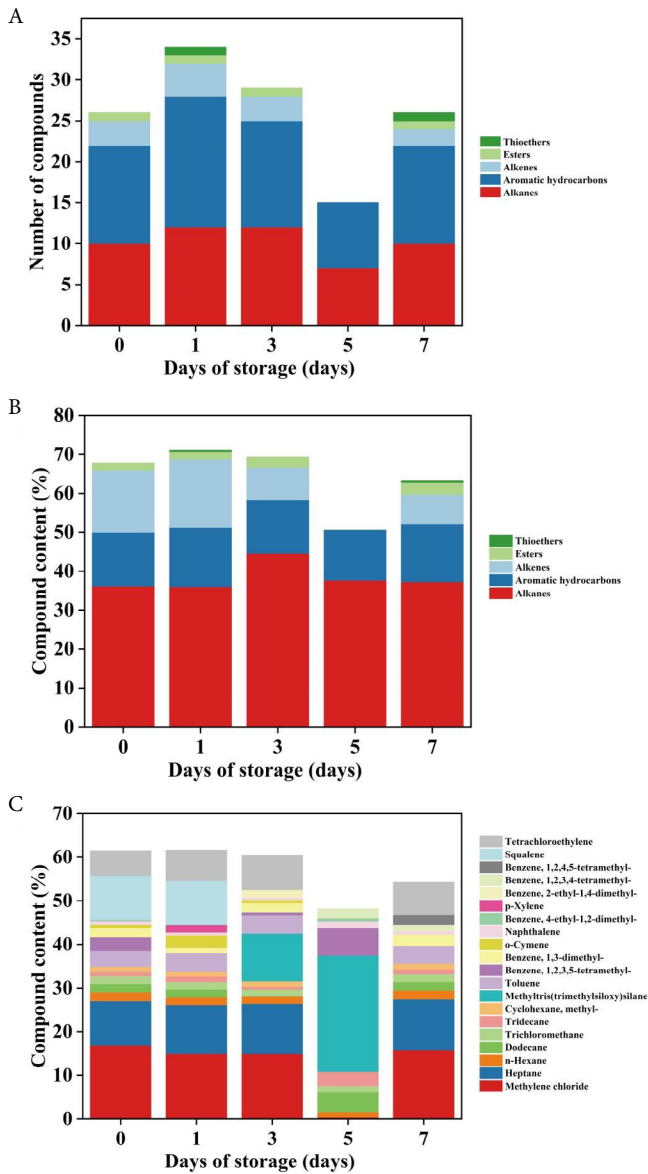 A
35
30
25
20
15
10
5
0
Number of compounds
0 1 3 5 7
Days of storage (days)
Thioethers
Esters
Alkenes
Aromatic hydrocarbons
Alkanes
B
80
70
60
50
40
30
20
10
0
Compound content (%)
0 1 3 5 7
Days of storage (days)
Thioethers
Esters
Alkenes
Aromatic hydrocarbons
Alkanes
C
70
60
50
40
30
20
10
0
Compound content (%)
0 1 3 5 7
Days of storage (days)
Tetrachloroethylene
Squalene
Benzene, 1,2,4,5-tetramethyl-
Benzene, 1,2,3,4-tetramethyl-
Benzene, 2-ethyl-1,4-dimethyl-
p-Xylene
Benzene, 4-ethyl-1,2-dimethyl-
Naphthalene
o-Cymene
Benzene, 1,3-dimethyl-
Benzene, 1,2,3,5-tetramethyl-
Toluene
Methyltris(trimethylsiloxy)silane
Cyclohexane, methyl-
Tridecane
Trichloromethane
Dodecane
n-Hexane
Heptane
Methylene chloride